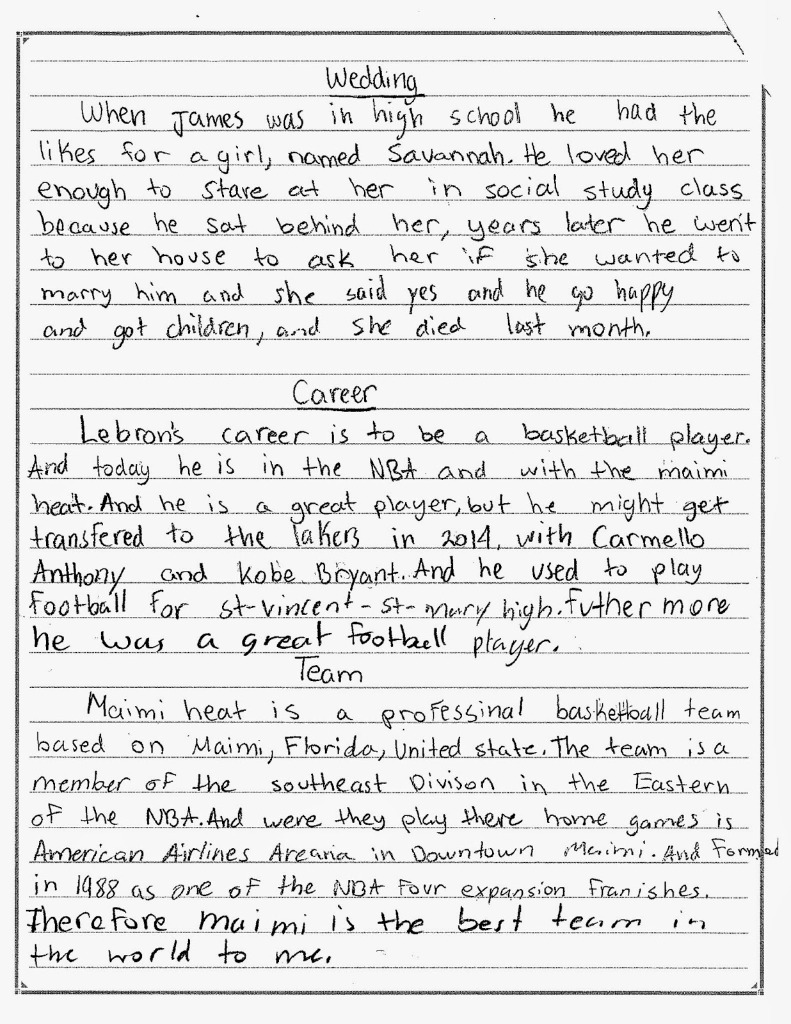 Wedding
When James was in high school he had the
likes for a girl, named Savannah. He loved her
enough to stare at her in social study class
because he sat behind her, years later he went
to her house to ask her if she wanted to
marry him and she said yes and he go happy
and got children, and she died last month.
Career
Lebron's career is to be a basketball player.
And today he is in the NBA and with the maimi
heat. And he is a great player, but he might get
transfered to the lakers in 2014, with Carmello
Anthony and Kobe Bryant. And he used to play
football for st-vincent-st-mary high. futher more
he was a great football player.
Team
Maimi heat is a professinal basketball team
based on Maimi, Florida, United state. The team is a
member of the southeast Divison in the Eastern
of the NBA. And were they play there home games is
American Airlines Areana in Downtown Maimi. And Formed
in 1988 as one of the NBA four expansion franishes.
Therefore maimi is the best team in
the world to me.